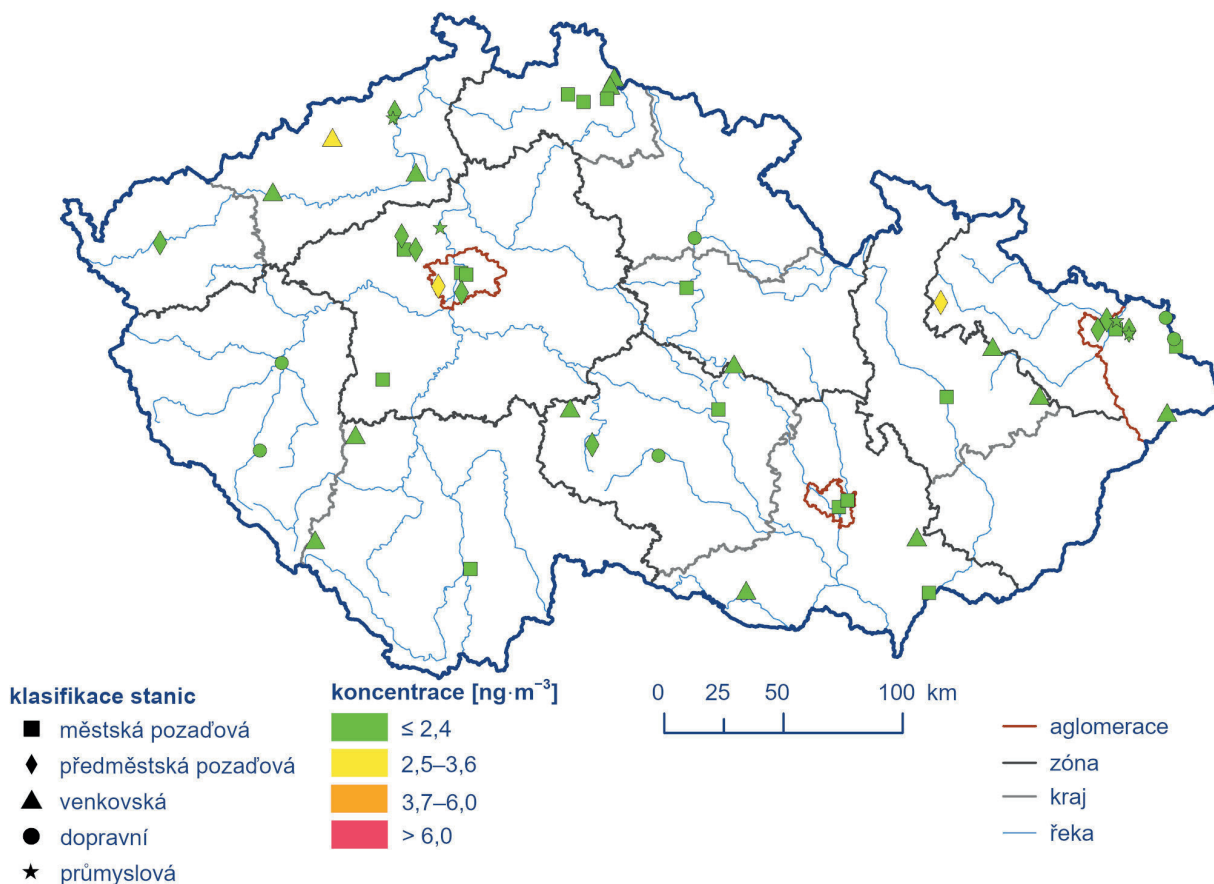 klasifikace stanic
městská pozaďová
předměstská pozaďová
venkovská
dopravní
průmyslová
koncentrace [ng·m⁻³]
≤ 2,4
2,5–3,6
3,7–6,0
> 6,0
0 25 50 100 km
aglomerace
zóna
kraj
řeka